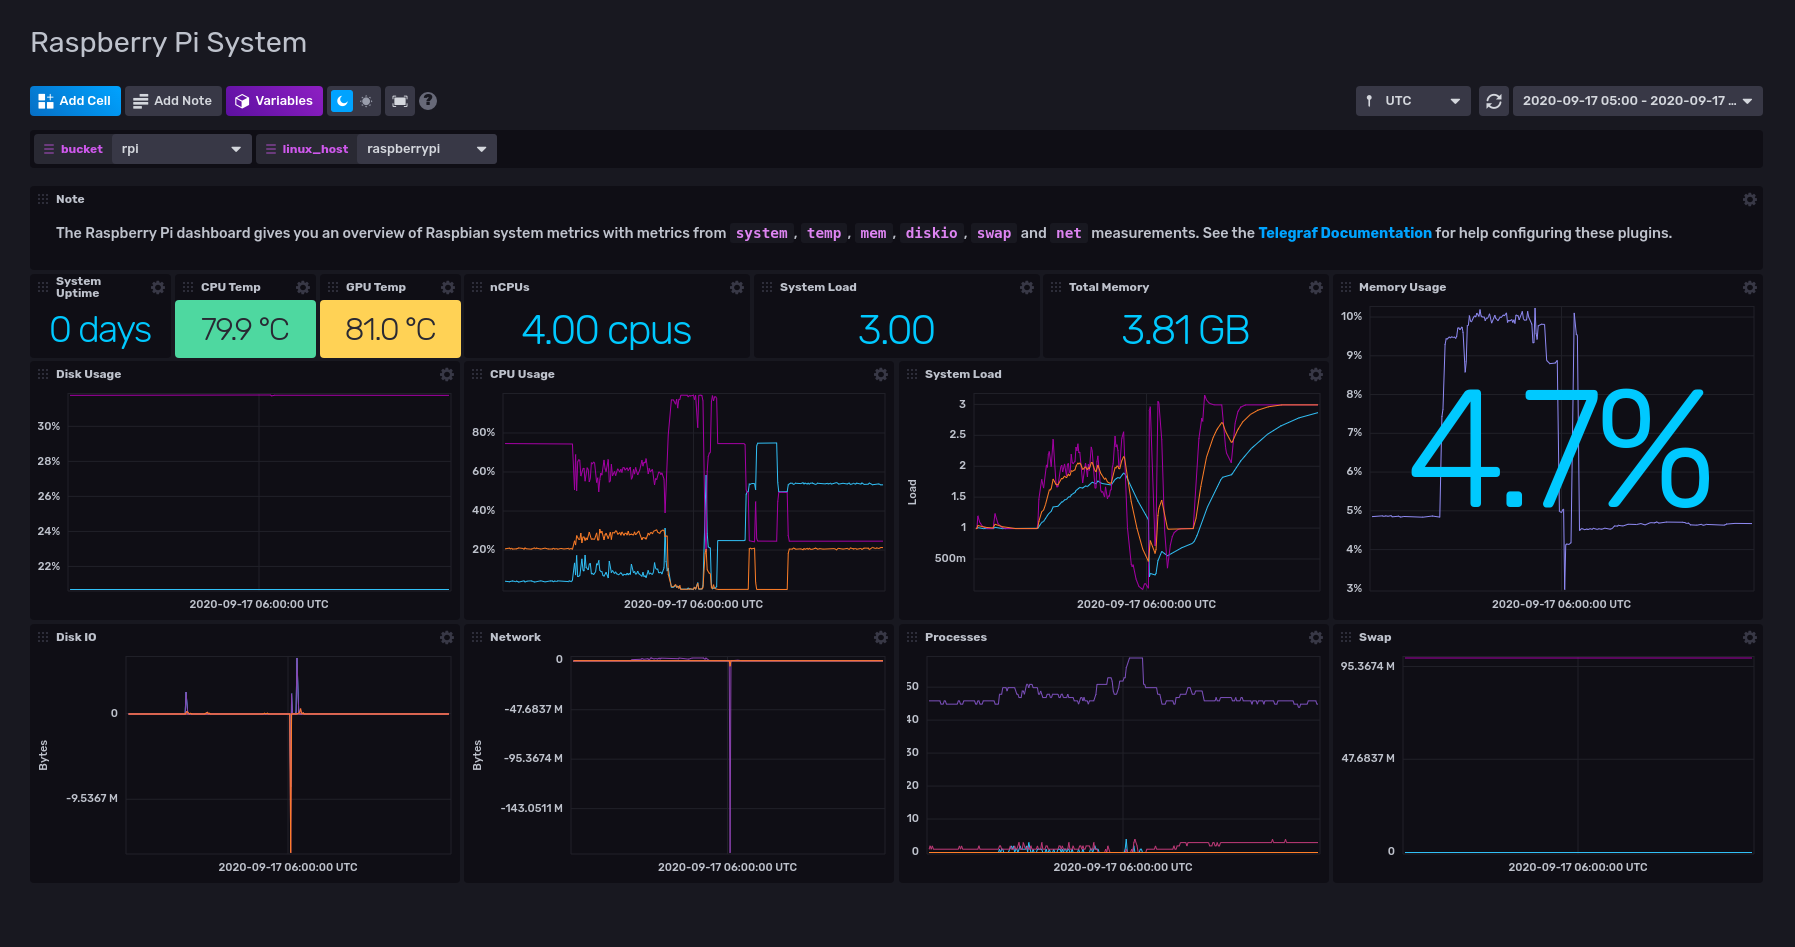 Raspberry Pi System
Add Cell Add Note Variables ? UTC 2020-09-17 05:00 - 2020-09-17 ...
bucket rpi linux_host raspberrypi
Note
The Raspberry Pi dashboard gives you an overview of Raspbian system metrics with metrics from system, temp, mem, diskio, swap and net measurements. See the Telegraf Documentation for help configuring these plugins.
System
Uptime
0 days
CPU Temp
79.9 °C
GPU Temp
81.0 °C
nCPUs
4.00 cpus
System Load
3.00
Total Memory
3.81 GB
Memory Usage
10%
9%
8%
7%
6%
5%
4%
3%
4.7%
2020-09-17 06:00:00 UTC
Disk Usage
30%
28%
26%
24%
22%
2020-09-17 06:00:00 UTC
CPU Usage
80%
60%
40%
20%
2020-09-17 06:00:00 UTC
System Load
Load
3
2.5
2
1.5
1
500m
2020-09-17 06:00:00 UTC
Disk IO
Bytes
0
-9.5367 M
2020-09-17 06:00:00 UTC
Network
Bytes
0
-47.6837 M
-95.3674 M
-143.0511 M
2020-09-17 06:00:00 UTC
Processes
50
40
30
20
10
0
2020-09-17 06:00:00 UTC
Swap
95.3674 M
47.6837 M
0
2020-09-17 06:00:00 UTC